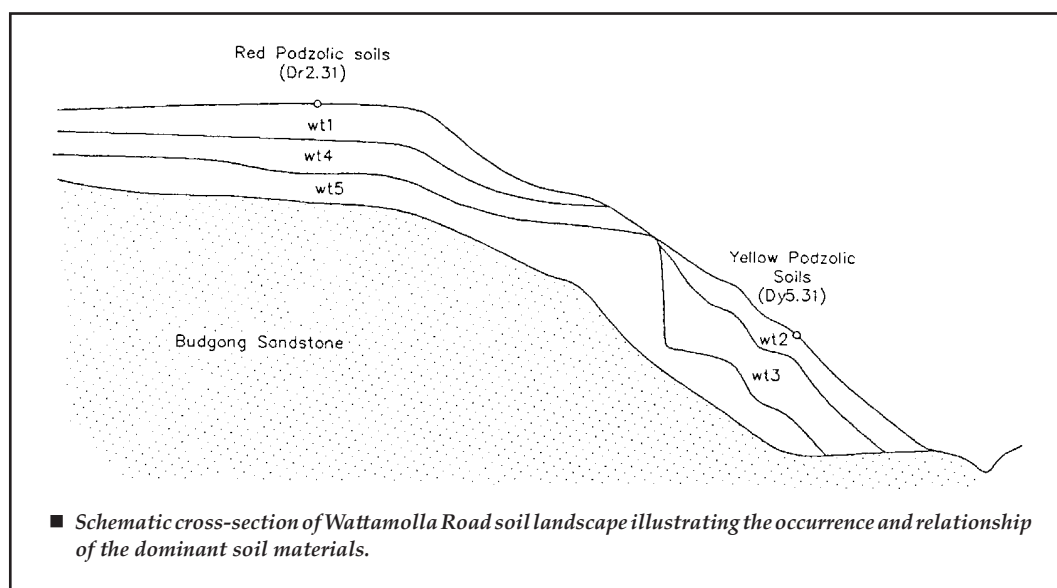 Red Podzolic soils
(Dr2.31)
wt1
wt4
wt5
Yellow Podzolic
Soils
(Dy5.31)
wt2
Budgong Sandstone
wt3
■ Schematic cross-section of Wattamolla Road soil landscape illustrating the occurrence and relationship
of the dominant soil materials.